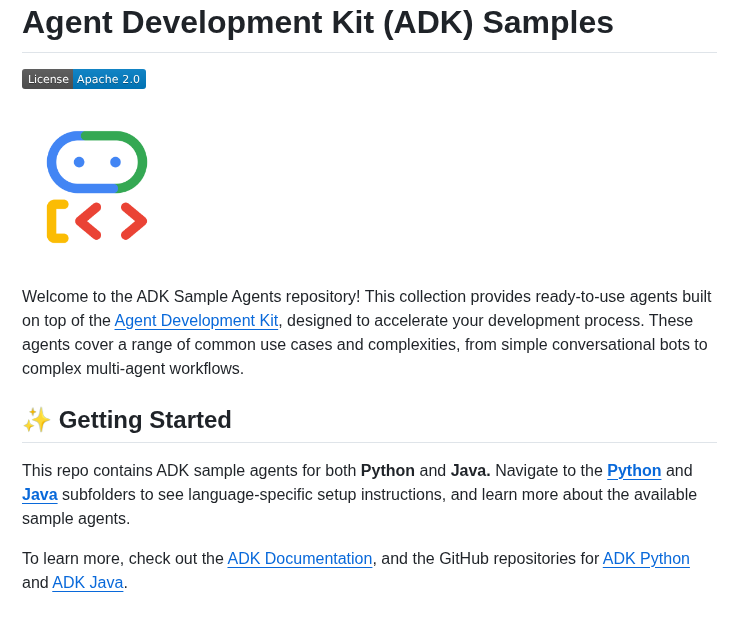 Agent Development Kit (ADK) Samples
License Apache 2.0
Welcome to the ADK Sample Agents repository! This collection provides ready-to-use agents built
on top of the Agent Development Kit, designed to accelerate your development process. These
agents cover a range of common use cases and complexities, from simple conversational bots to
complex multi-agent workflows.
✨ Getting Started
This repo contains ADK sample agents for both Python and Java. Navigate to the Python and
Java subfolders to see language-specific setup instructions, and learn more about the available
sample agents.
To learn more, check out the ADK Documentation, and the GitHub repositories for ADK Python
and ADK Java.